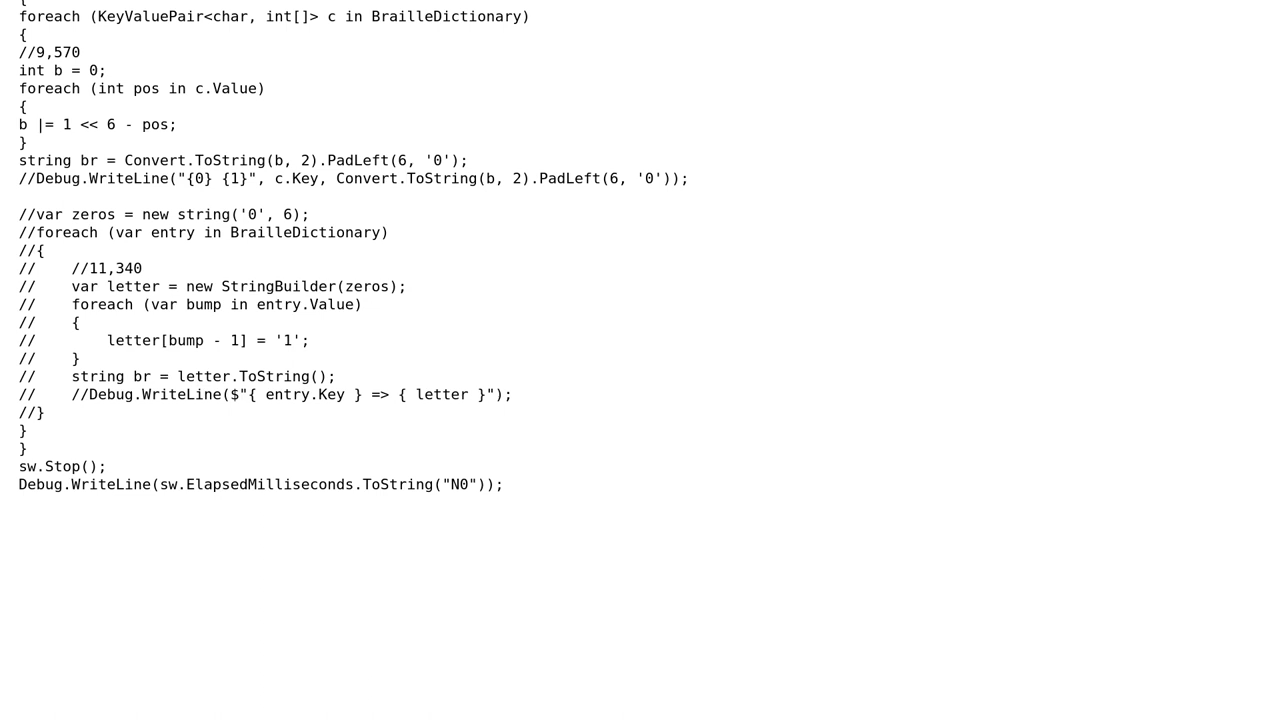 {
foreach (KeyValuePair<char, int[]> c in BrailleDictionary)
{
//9,570
int b = 0;
foreach (int pos in c.Value)
{
b |= 1 << 6 - pos;
}
string br = Convert.ToString(b, 2).PadLeft(6, '0');
//Debug.WriteLine("{0} {1}", c.Key, Convert.ToString(b, 2).PadLeft(6, '0'));

//var zeros = new string('0', 6);
//foreach (var entry in BrailleDictionary)
//{
//    //11,340
//    var letter = new StringBuilder(zeros);
//    foreach (var bump in entry.Value)
//    {
//        letter[bump - 1] = '1';
//    }
//    string br = letter.ToString();
//    //Debug.WriteLine($"{ entry.Key } => { letter }");
//}
}
}
sw.Stop();
Debug.WriteLine(sw.ElapsedMilliseconds.ToString("N0"));